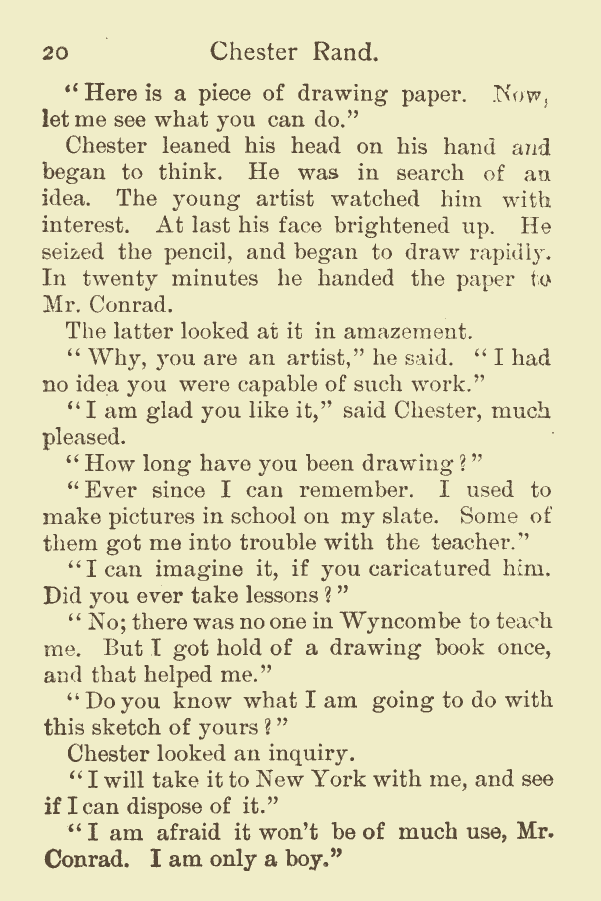 20 Chester Rand.
“Here is a piece of drawing paper. Now,
let me see what you can do.”
Chester leaned his head on his hand and
began to think. He was in search of an
idea. The young artist watched him with
interest. At last his face brightened up. He
seized the pencil, and began to draw rapidly.
In twenty minutes he handed the paper to
Mr. Conrad.
The latter looked at it in amazement.
“Why, you are an artist,” he said. “I had
no idea you were capable of such work.”
“I am glad you like it,” said Chester, much
pleased.
“How long have you been drawing?”
“Ever since I can remember. I used to
make pictures in school on my slate. Some of
them got me into trouble with the teacher.”
“I can imagine it, if you caricatured him.
Did you ever take lessons?”
“No; there was no one in Wyncombe to teach
me. But I got hold of a drawing book once,
and that helped me.”
“Do you know what I am going to do with
this sketch of yours?”
Chester looked an inquiry.
“I will take it to New York with me, and see
if I can dispose of it.”
“I am afraid it won’t be of much use, Mr.
Conrad. I am only a boy.”